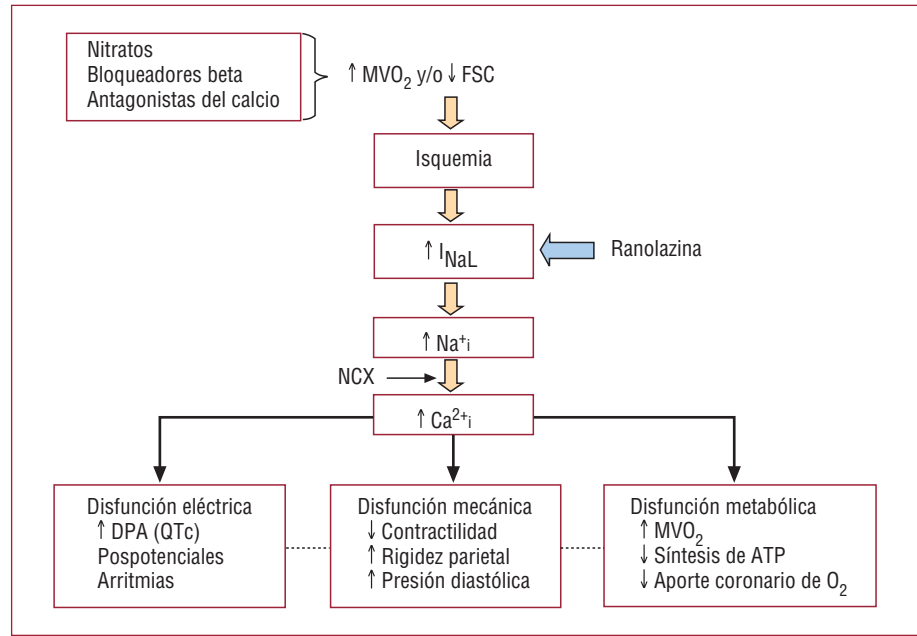 Nitratos
Bloqueadores beta
Antagonistas del calcio
↑ MVO₂ y/o ↓ FSC
Isquemia
↑ I_NaL
Ranolazina
↑ Na⁺i
NCX
↑ Ca²⁺i
Disfunción eléctrica
↑ DPA (QTc)
Pospotenciales
Arritmias
Disfunción mecánica
↓ Contractilidad
↑ Rigidez parietal
↑ Presión diastólica
Disfunción metabólica
↑ MVO₂
↓ Síntesis de ATP
↓ Aporte coronario de O₂